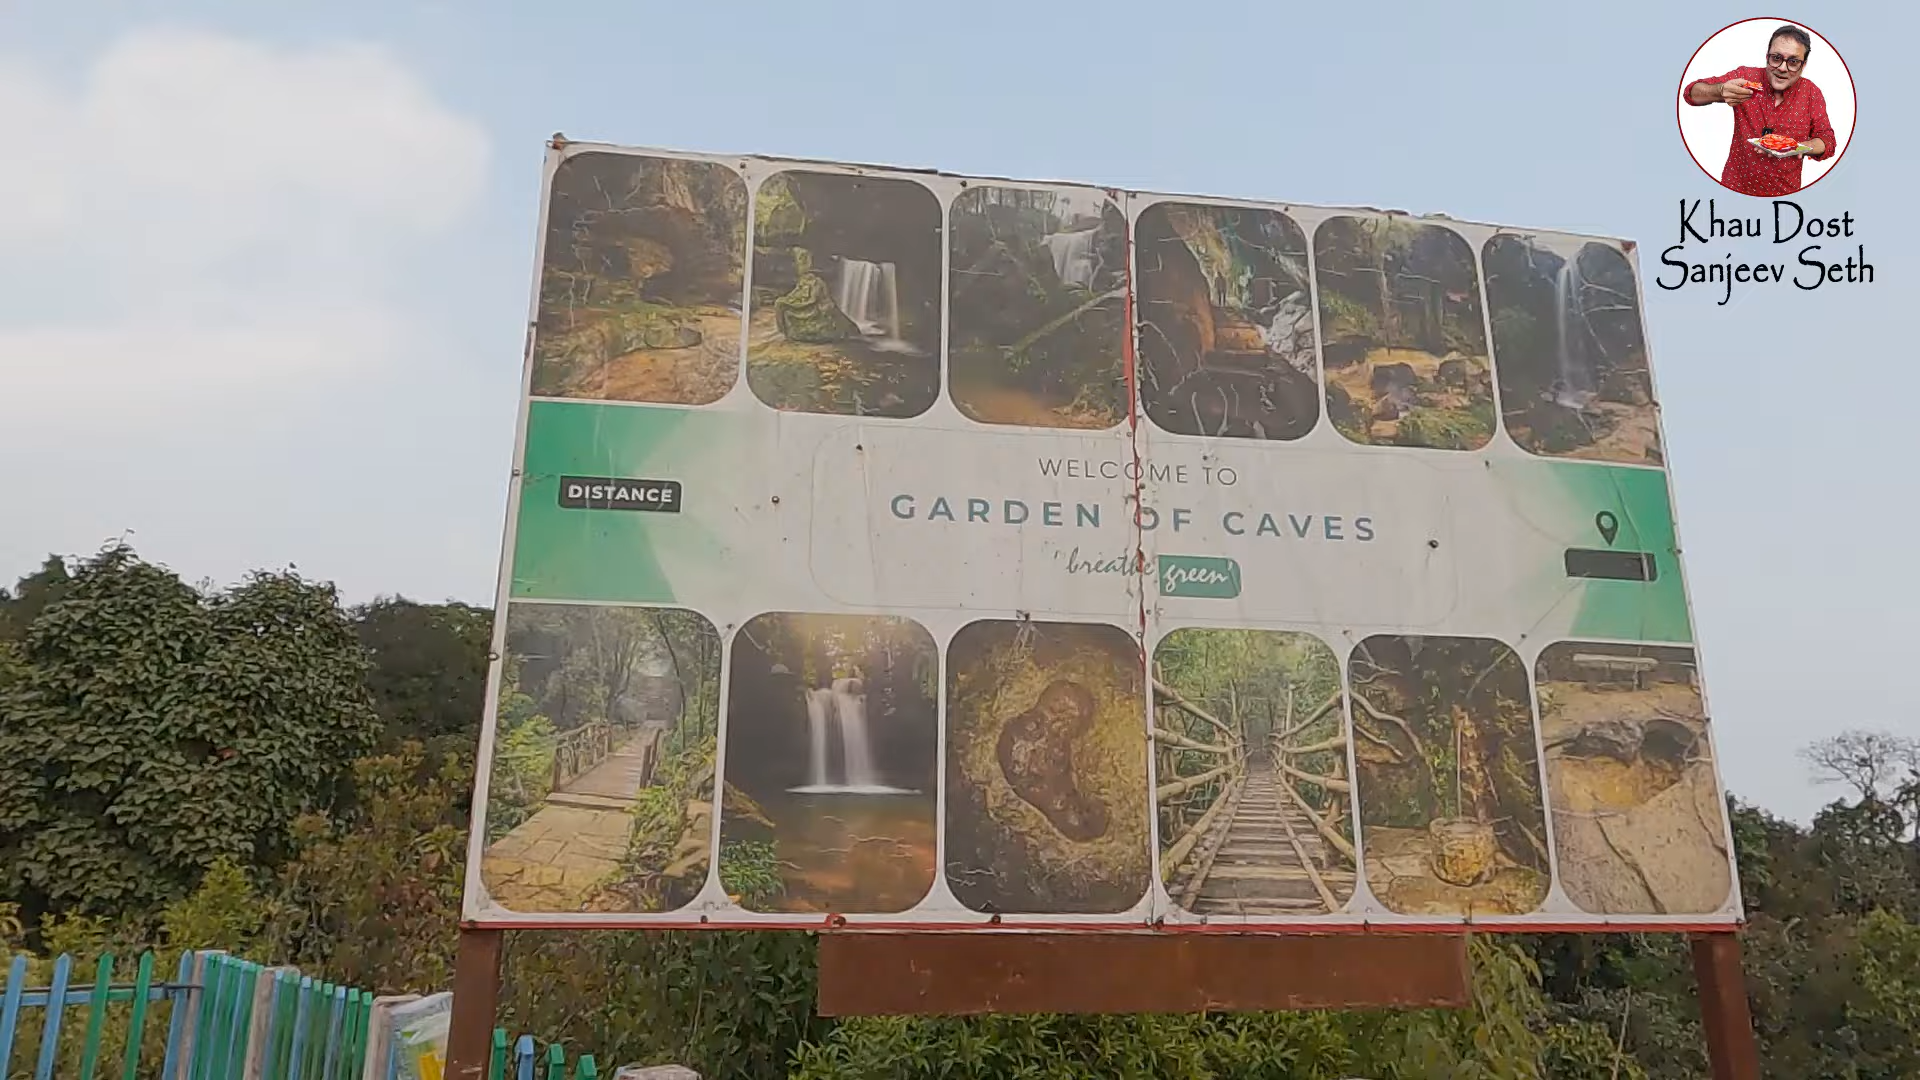 Khau Dost
Sanjeev Seth
WELCOME TO
DISTANCE
GARDEN OF CAVES
'breathe green'